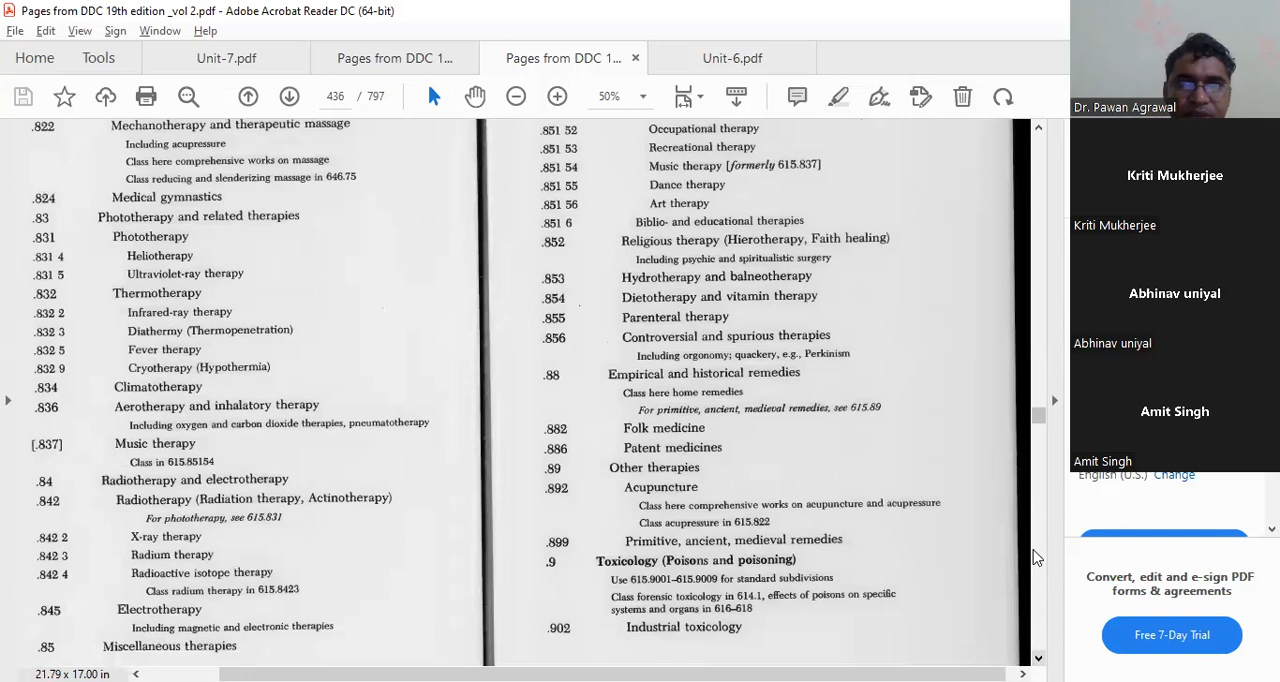 Pages from DDC 19th edition _vol 2.pdf - Adobe Acrobat Reader DC (64-bit)
File Edit View Sign Window Help
Home Tools Unit-7.pdf Pages from DDC 1... Pages from DDC 1... × Unit-6.pdf
436 / 797 50%
.822 Mechanotherapy and therapeutic massage
Including acupressure
Class here comprehensive works on massage
Class reducing and slenderizing massage in 646.75
.824 Medical gymnastics
.83 Phototherapy and related therapies
.831 Phototherapy
.831 4 Heliotherapy
.831 5 Ultraviolet-ray therapy
.832 Thermotherapy
.832 2 Infrared-ray therapy
.832 3 Diathermy (Thermopenetration)
.832 5 Fever therapy
.832 9 Cryotherapy (Hypothermia)
.834 Climatotherapy
.836 Aerotherapy and inhalatory therapy
Including oxygen and carbon dioxide therapies, pneumatotherapy
[.837] Music therapy
Class in 615.85154
.84 Radiotherapy and electrotherapy
.842 Radiotherapy (Radiation therapy, Actinotherapy)
For phototherapy, see 615.831
.842 2 X-ray therapy
.842 3 Radium therapy
.842 4 Radioactive isotope therapy
Class radium therapy in 615.8423
.845 Electrotherapy
Including magnetic and electronic therapies
.85 Miscellaneous therapies
.851 52 Occupational therapy
.851 53 Recreational therapy
.851 54 Music therapy [formerly 615.837]
.851 55 Dance therapy
.851 56 Art therapy
.851 6 Biblio- and educational therapies
.852 Religious therapy (Hierotherapy, Faith healing)
Including psychic and spiritualistic surgery
.853 Hydrotherapy and balneotherapy
.854 Dietotherapy and vitamin therapy
.855 Parenteral therapy
.856 Controversial and spurious therapies
Including orgonomy; quackery, e.g., Perkinism
.88 Empirical and historical remedies
Class here home remedies
For primitive, ancient, medieval remedies, see 615.89
.882 Folk medicine
.886 Patent medicines
.89 Other therapies
.892 Acupuncture
Class here comprehensive works on acupuncture and acupressure
Class acupressure in 615.822
.899 Primitive, ancient, medieval remedies
.9 Toxicology (Poisons and poisoning)
Use 615.9001–615.9009 for standard subdivisions
Class forensic toxicology in 614.1, effects of poisons on specific
systems and organs in 616–618
.902 Industrial toxicology
21.79 x 17.00 in
Dr. Pawan Agrawal
Kriti Mukherjee
Kriti Mukherjee
Abhinav uniyal
Abhinav uniyal
Amit Singh
Amit Singh
English (U.S.) Change
Convert, edit and e-sign PDF
forms & agreements
Free 7-Day Trial